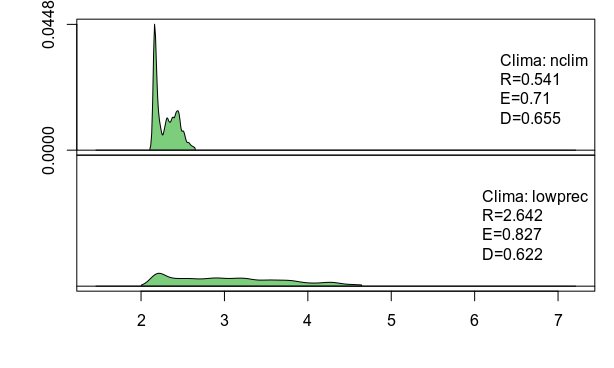 0.0448
0.0000
Clima: nclim
R=0.541
E=0.71
D=0.655
Clima: lowprec
R=2.642
E=0.827
D=0.622
2 3 4 5 6 7